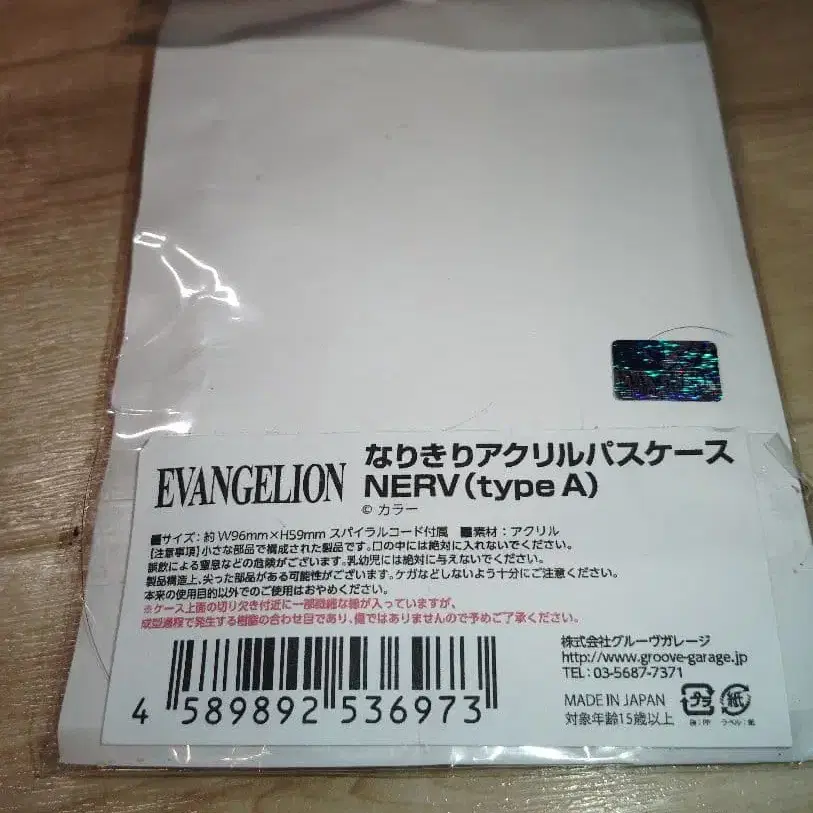 EVANGELION
なりきりアクリルパスケース
NERV(type A)
© カラー
■サイズ：約 W96mm×H59mm スパイラルコード付属 ■素材：アクリル
【注意事項】小さな部品で構成された製品です。口の中には絶対に入れないでください。
誤飲による窒息などの危険がございます。乳幼児には絶対に与えないでください。
製品構造上、尖った部品がある可能性がございます。ケガなどしないよう十分にご注意ください。
本来の使用目的以外でのご使用はおやめください。
※ケース上面の切り欠き付近に一部微細な線が入っていますが、
成型過程で発生する樹脂の合わせ目であり、傷ではありませんので予めご了承ください。
4 589892 536973
株式会社グルーヴガレージ
http://www.groove-garage.jp
TEL: 03-5687-7371
MADE IN JAPAN
対象年齢15歳以上
プラ
袋：PP
紙
ラベル：紙